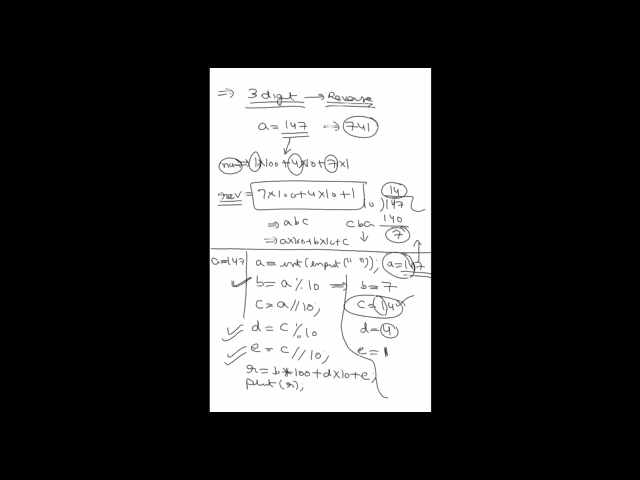 ⇒ 3 digit → Reverse
a = 147 ⇒ 741
num = 1x100 + 4x10 + 7x1
rev = 7x100+4x10+1
14
10)147
140
7
⇒ abc cba
⇒ ax100+bx10+c ↓
a=147 a = int(input(" ")); a=147
b = a % 10 ⇒ b = 7
c = a//10; c = 14
d = c % 10 d = 4
e = c // 10; e = 1
r = b * 100 + d x 10 + e;
print (r);